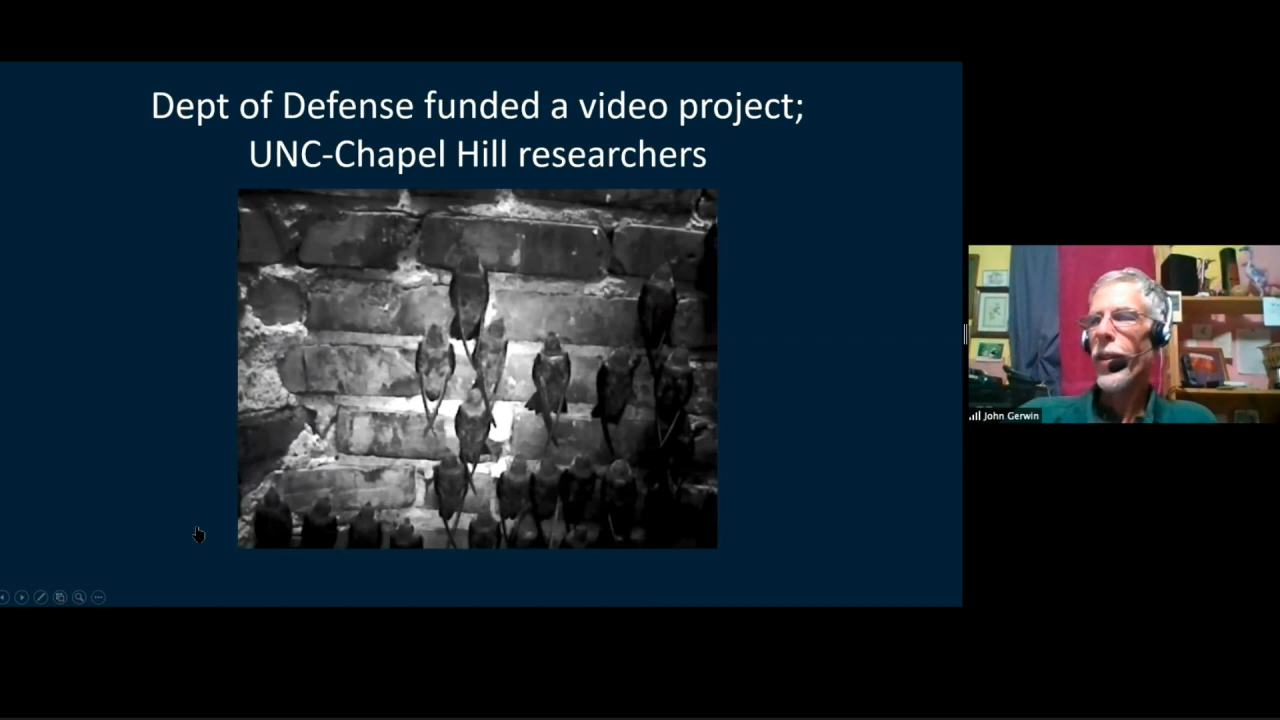 Dept of Defense funded a video project;
UNC-Chapel Hill researchers
John Gerwin